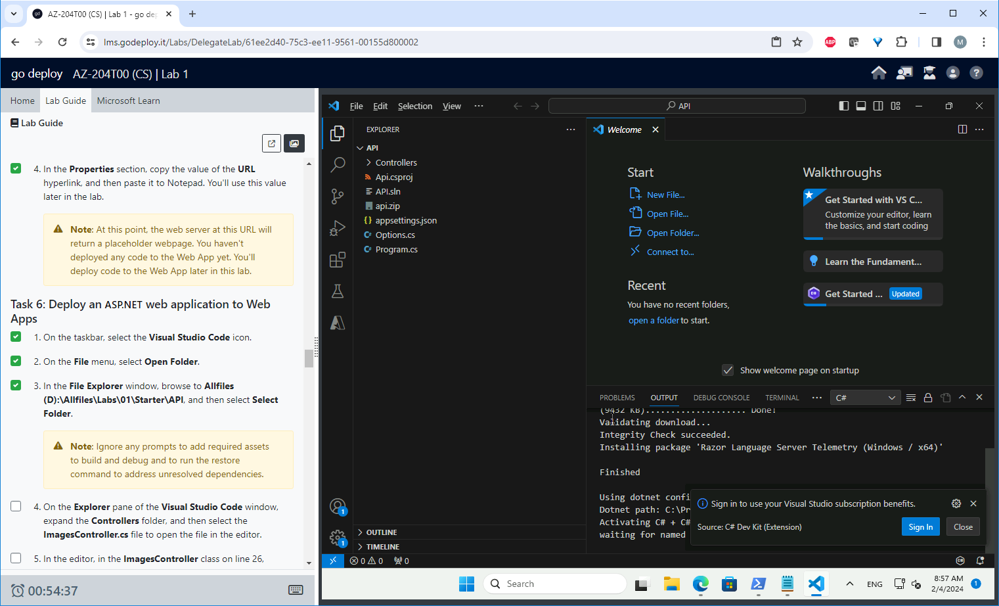 AZ-204T00 (CS) | Lab 1 - go de
lms.godeploy.it/Labs/DelegateLab/61ee2d40-75c3-ee11-9561-00155d800002
ABP
M
go deploy AZ-204T00 (CS) | Lab 1
Home Lab Guide Microsoft Learn
Lab Guide
4. In the Properties section, copy the value of the URL
hyperlink, and then paste it to Notepad. You'll use this value
later in the lab.
Note: At this point, the web server at this URL will
return a placeholder webpage. You haven't
deployed any code to the Web App yet. You'll
deploy code to the Web App later in this lab.
Task 6: Deploy an ASP.NET web application to Web
Apps
1. On the taskbar, select the Visual Studio Code icon.
2. On the File menu, select Open Folder.
3. In the File Explorer window, browse to Allfiles
(D):\Allfiles\Labs\01\Starter\API, and then select Select
Folder.
Note: Ignore any prompts to add required assets
to build and debug and to run the restore
command to address unresolved dependencies.
4. On the Explorer pane of the Visual Studio Code window,
expand the Controllers folder, and then select the
ImagesController.cs file to open the file in the editor.
5. In the editor, in the ImagesController class on line 26,
00:54:37
File Edit Selection View ··· API
EXPLORER ···
API
Controllers
Api.csproj
API.sln
api.zip
appsettings.json
Options.cs
Program.cs
OUTLINE
TIMELINE
1
1
Welcome
Start
New File...
Open File...
Open Folder...
Connect to...
Recent
You have no recent folders,
open a folder to start.
Walkthroughs
Get Started with VS C...
Customize your editor, learn
the basics, and start coding
Learn the Fundament...
Get Started ... Updated
Show welcome page on startup
PROBLEMS OUTPUT DEBUG CONSOLE TERMINAL ··· C#
(9432 KB).................... Done!
Validating download...
Integrity Check succeeded.
Installing package 'Razor Language Server Telemetry (Windows / x64)'
Finished
Using dotnet confi
Dotnet path: C:\Pr
Activating C# + C#
waiting for named
Sign in to use your Visual Studio subscription benefits.
Source: C# Dev Kit (Extension) Sign In Close
0 0 0
Search
ENG
8:57 AM
2/4/2024
1